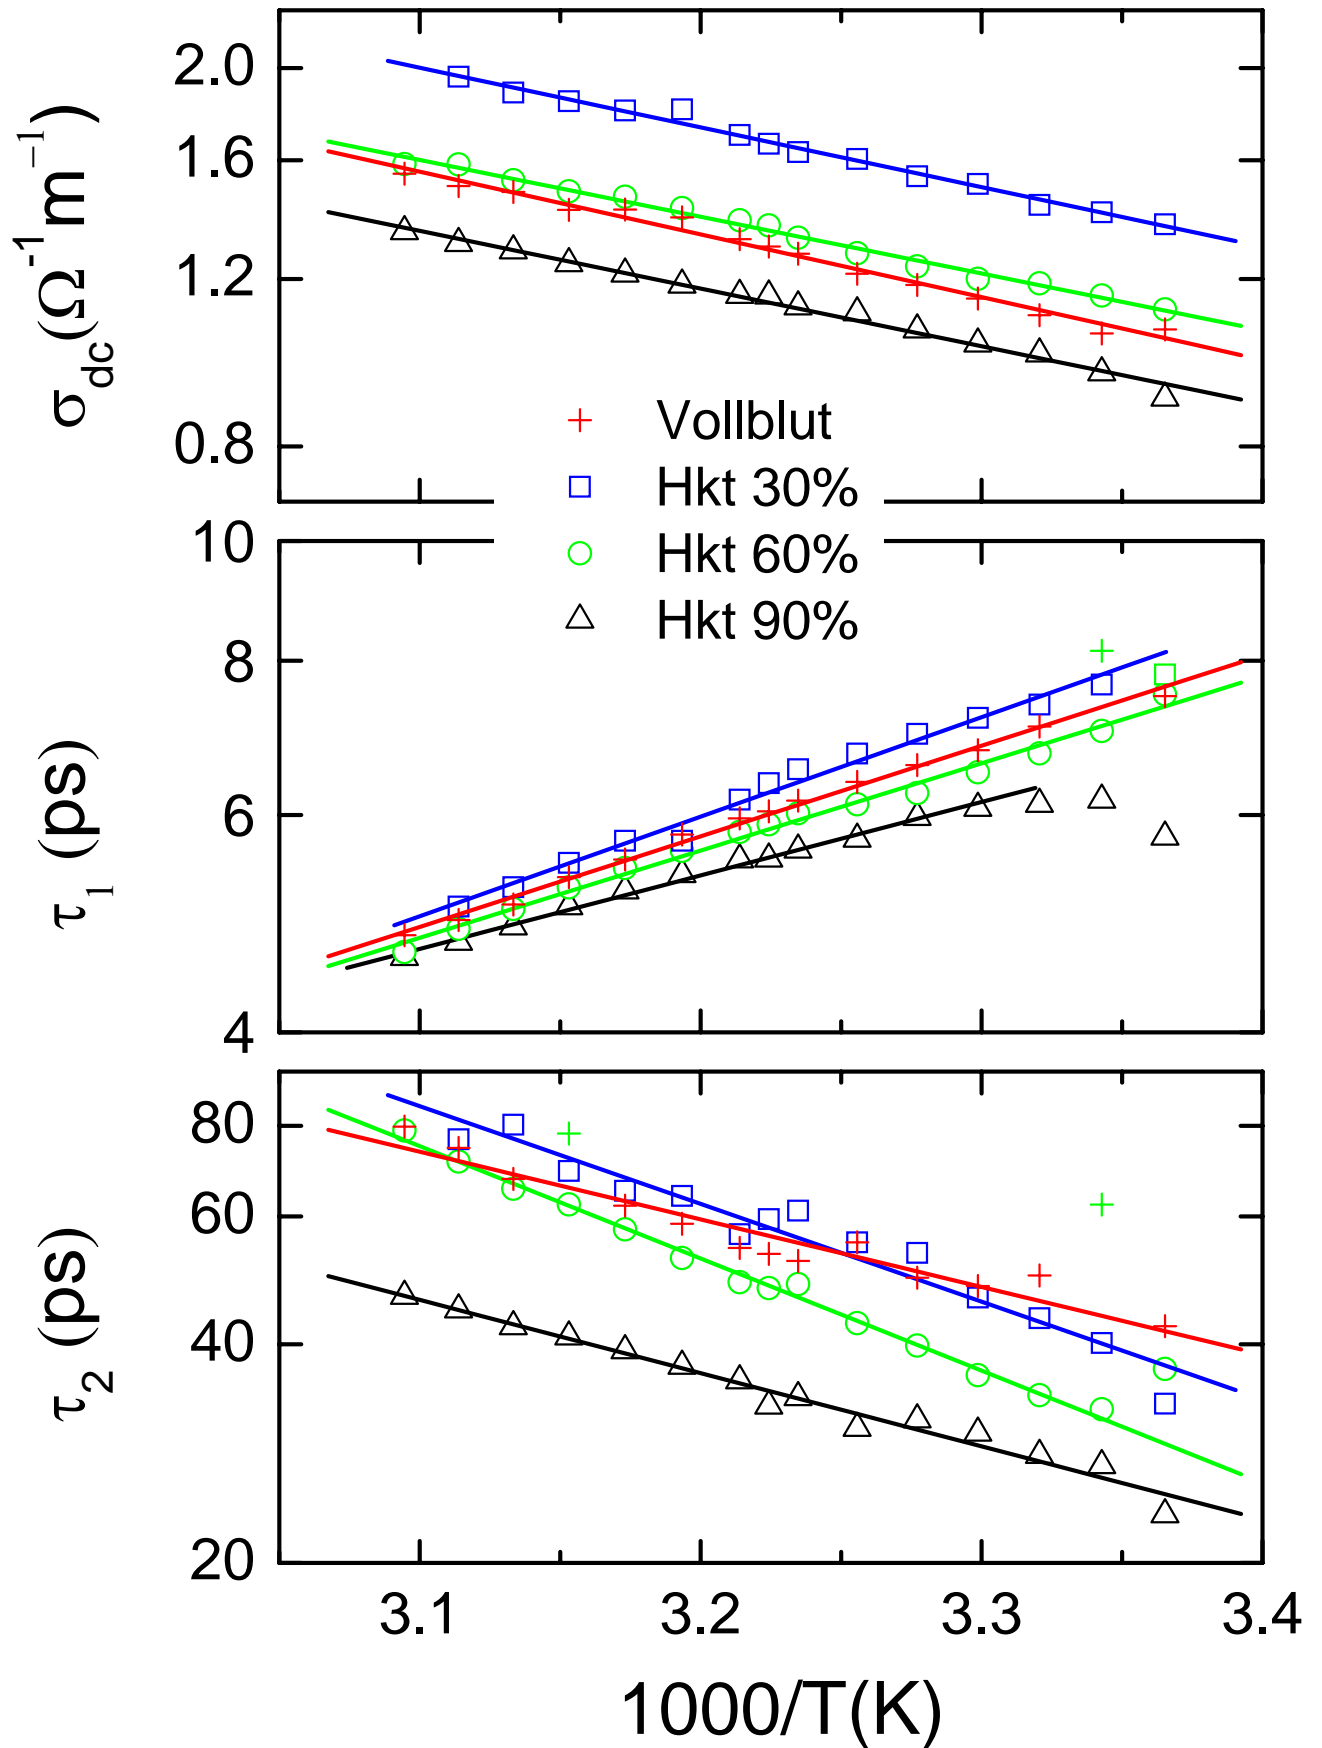 2.0
1.6
1.2
0.8
σdc(Ω⁻¹m⁻¹)
Vollblut
Hkt 30%
Hkt 60%
Hkt 90%
10
8
6
4
τ1 (ps)
80
60
40
20
τ2 (ps)
3.1 3.2 3.3 3.4
1000/T(K)